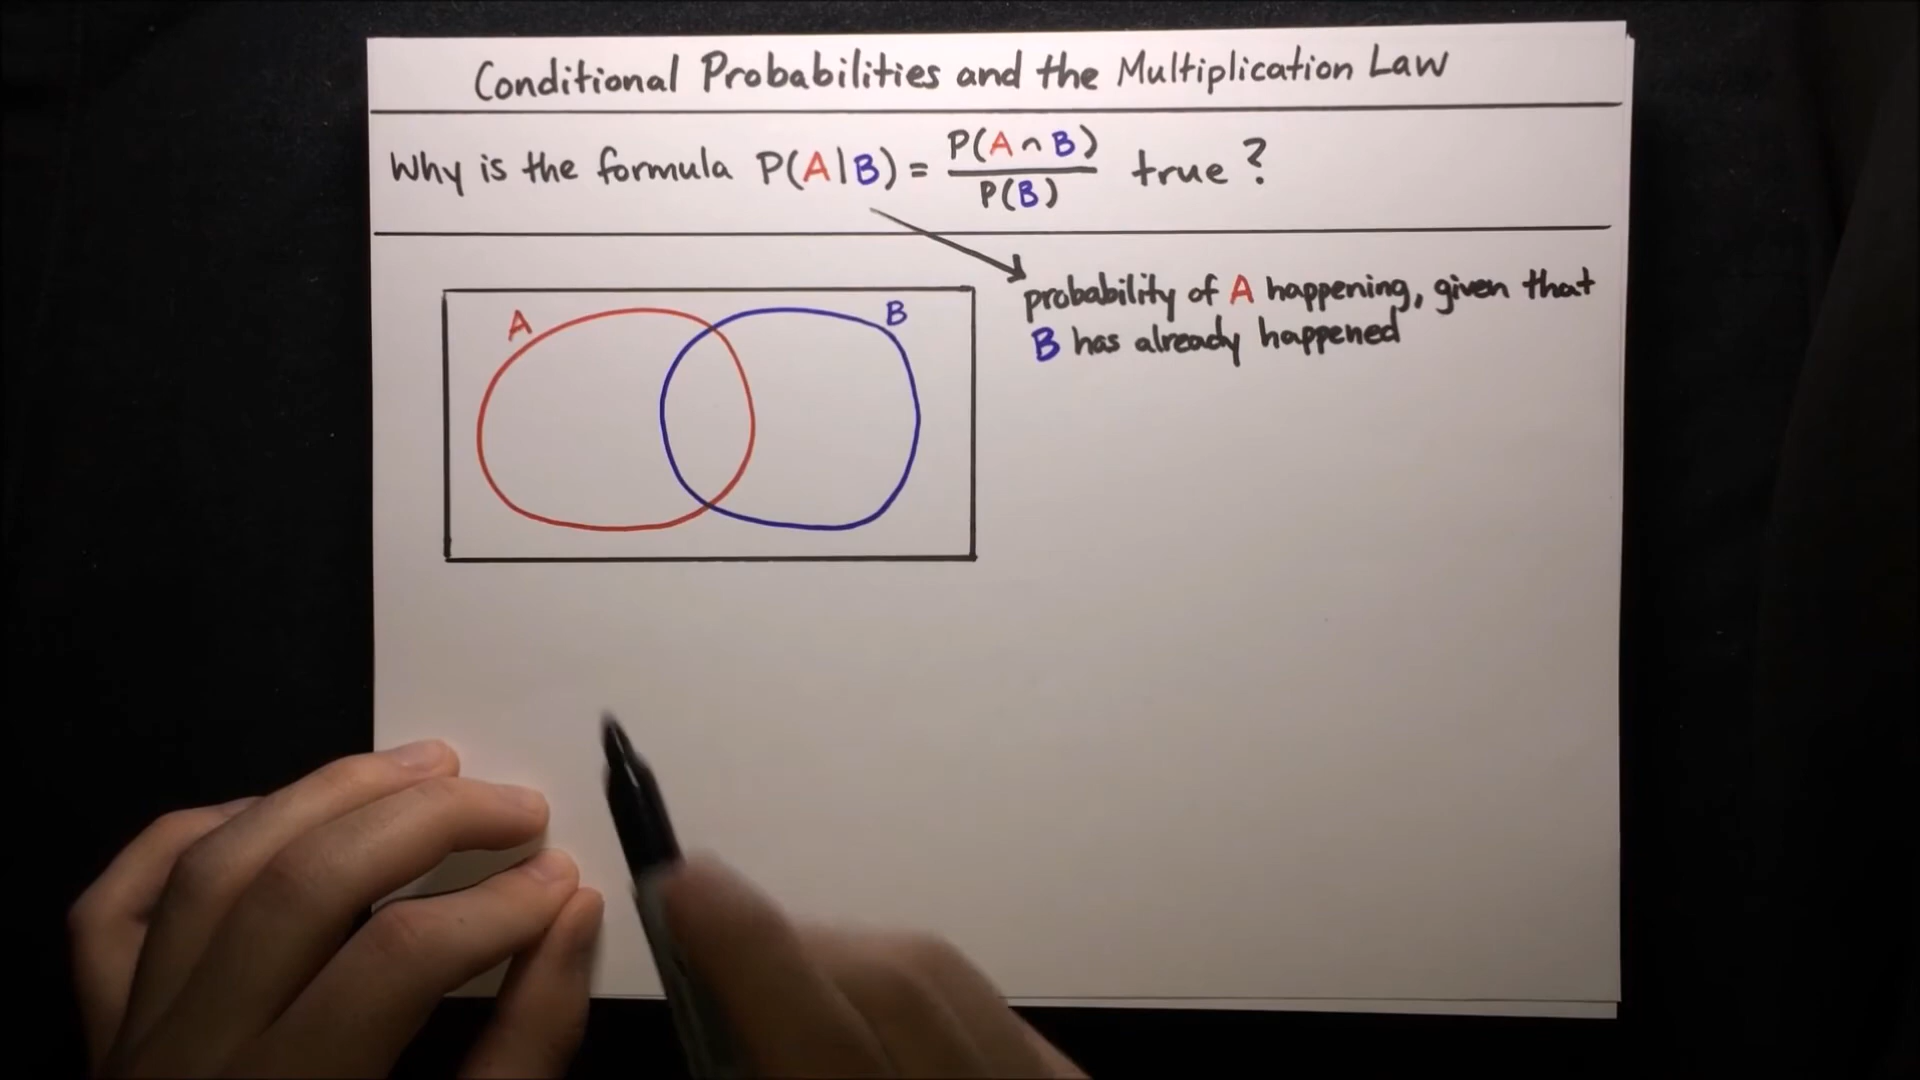 Conditional Probabilities and the Multiplication Law
Why is the formula P(A|B) = P(A∩B)/P(B) true?
probability of A happening, given that
B has already happened
A
B